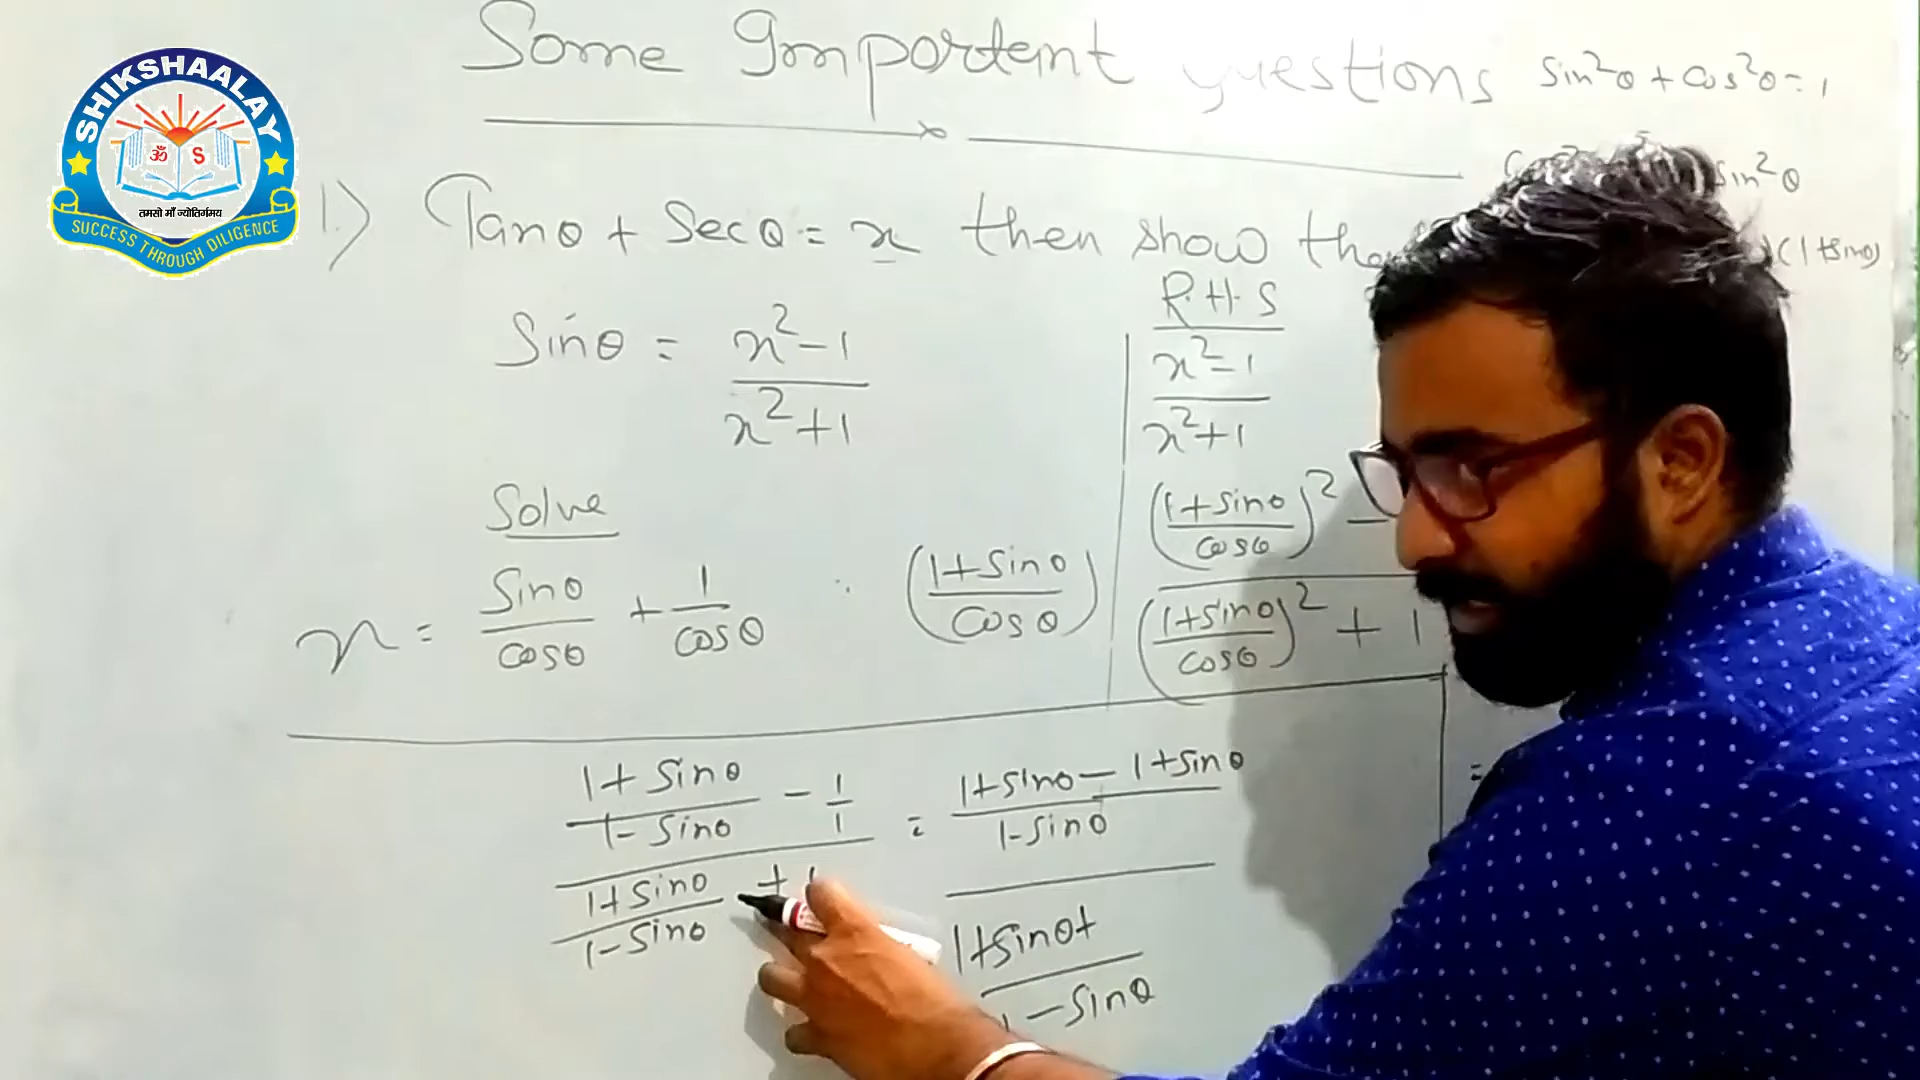 SHIKSHAALAY
ॐ S
तमसो माँ ज्योतिर्गमय
SUCCESS THROUGH DILIGENCE
Some Importent Questions
sin²θ + cos²θ = 1
sin²θ
(1+sinθ)
1.) Tanθ + Secθ = x then show
Sinθ = x²-1
x²+1
R.H.S
x²-1
x²+1
(1+sinθ)² -
cosθ
(1+sinθ)² + 1
cosθ
Solve
x = Sinθ + 1
cosθ cosθ
(1+sinθ)
cosθ
1+sinθ - 1
1-sinθ 1
1+sinθ +
1-sinθ
= 1+sinθ - 1+sinθ
1-sinθ
1+sinθ+
1-sinθ
=